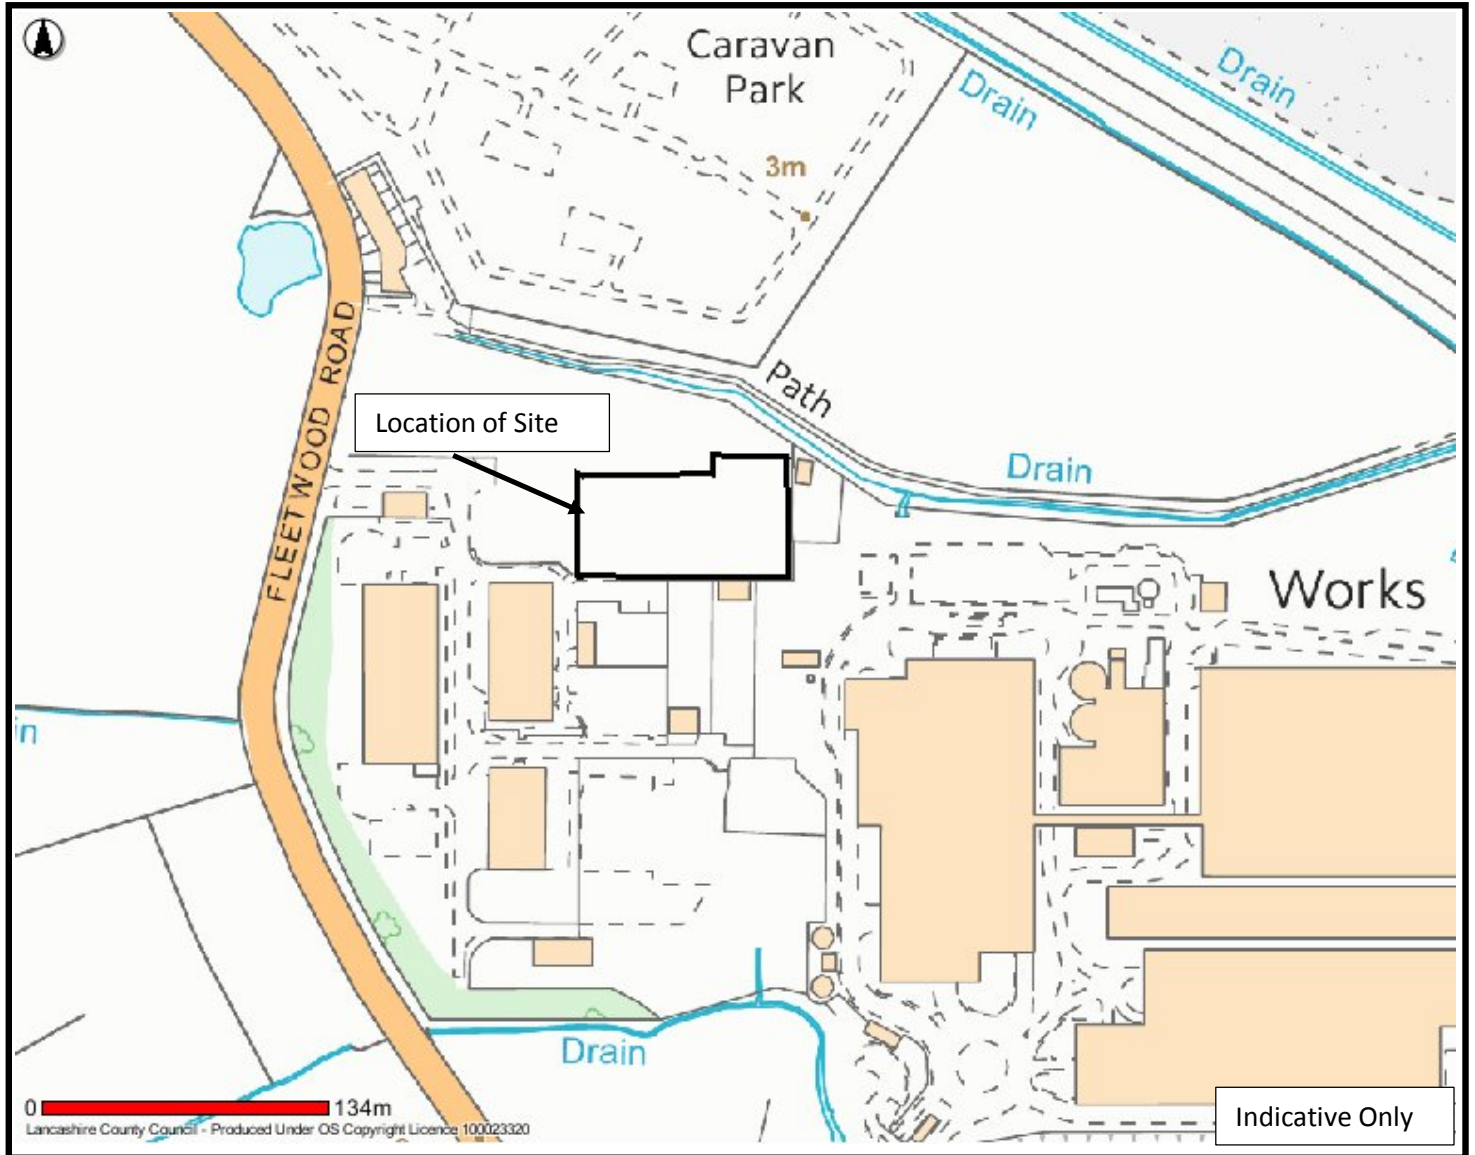 Caravan
Park
Drain
Drain
3m
FLEETWOOD ROAD
Path
Location of Site
Drain
Works
in
Drain
0 134m
Lancashire County Council - Produced Under OS Copyright Licence 100023320
Indicative Only